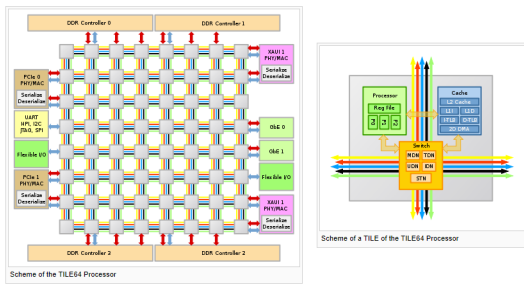 DDR Controller 0
DDR Controller 1
PCIe 0
PHY/MAC
Serialize
Deserialize
UART
HPI, I2C
JTAG, SPI
Flexible I/O
PCIe 1
PHY/MAC
Serialize
Deserialize
XAUI 1
PHY/MAC
Serialize
Deserialize
GbE 0
GbE 1
Flexible I/O
XAUI 1
PHY/MAC
Serialize
Deserialize
DDR Controller 3
DDR Controller 2
Scheme of the TILE64 Processor
Processor
Reg File
Cache
L2 Cache
L1I
L1D
I-TLB
D-TLB
2D DMA
Switch
MDN
TDN
UDN
IDN
STN
Scheme of a TILE of the TILE64 Processor